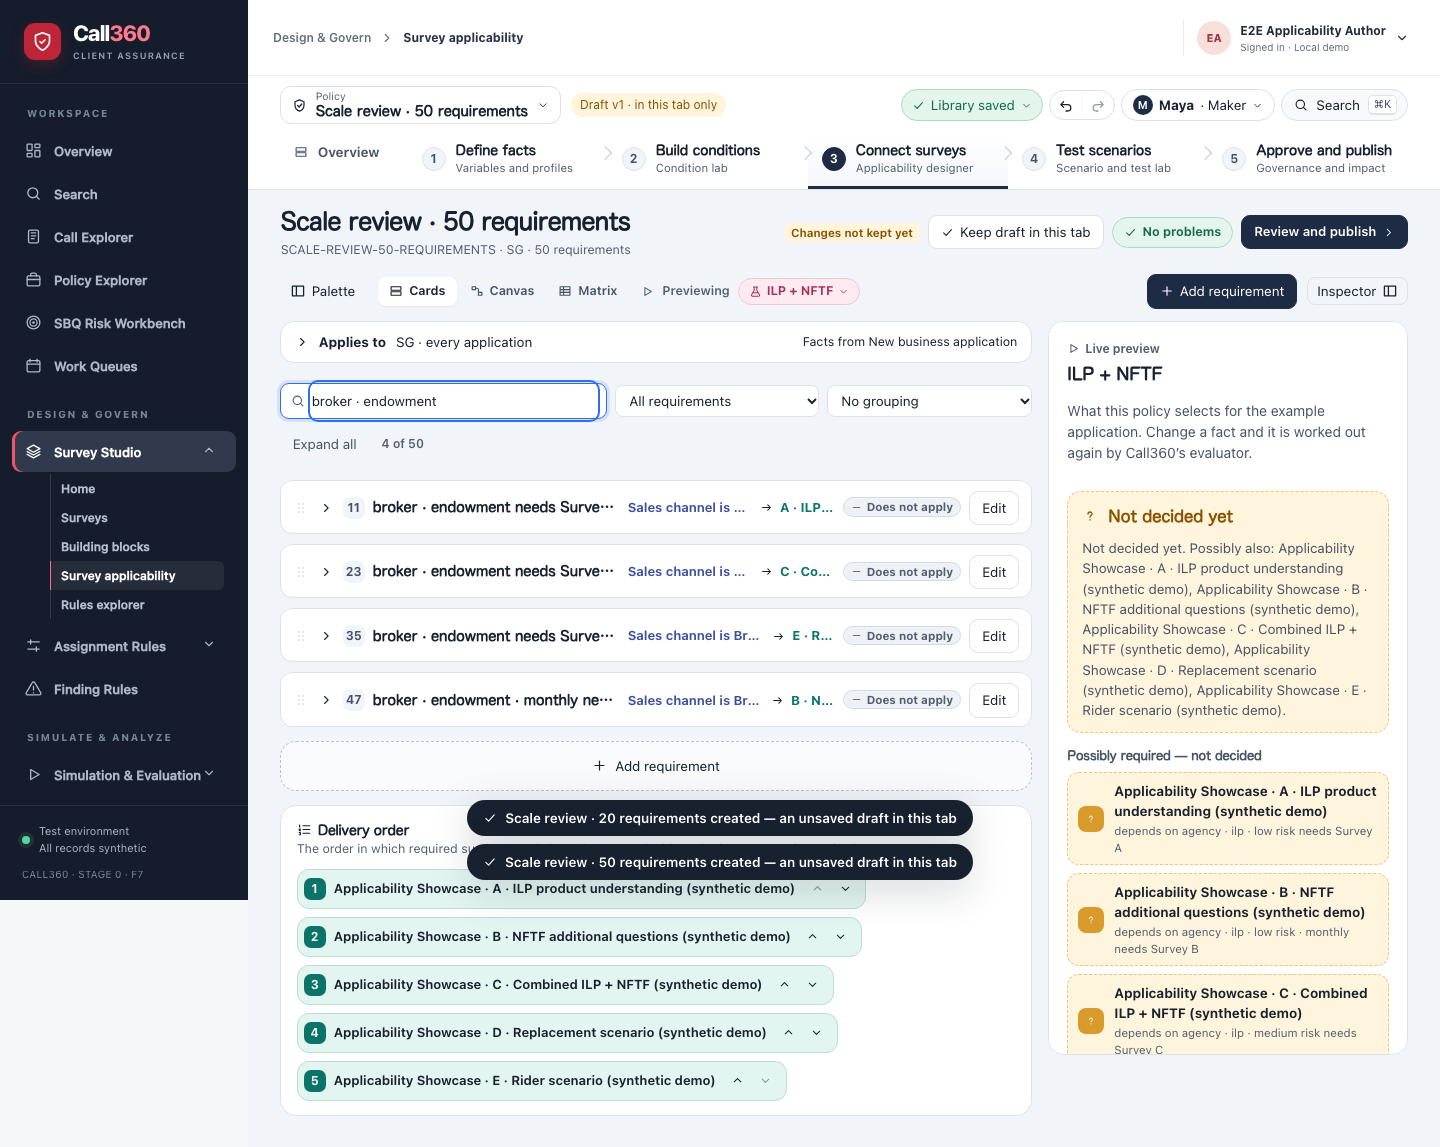 Call360
CLIENT ASSURANCE
WORKSPACE
Overview
Search
Call Explorer
Policy Explorer
SBQ Risk Workbench
Work Queues
DESIGN & GOVERN
Survey Studio
Home
Surveys
Building blocks
Survey applicability
Rules explorer
Assignment Rules
Finding Rules
SIMULATE & ANALYZE
Simulation & Evaluation
Test environment
All records synthetic
CALL360 · STAGE 0 · F7
Design & Govern > Survey applicability
EA
E2E Applicability Author
Signed in · Local demo
Policy
Scale review · 50 requirements
Draft v1 · in this tab only
Library saved
M Maya · Maker
Search ⌘K
Overview
1 Define facts
Variables and profiles
2 Build conditions
Condition lab
3 Connect surveys
Applicability designer
4 Test scenarios
Scenario and test lab
5 Approve and publish
Governance and impact
Scale review · 50 requirements
SCALE-REVIEW-50-REQUIREMENTS · SG · 50 requirements
Changes not kept yet
Keep draft in this tab
No problems
Review and publish
Palette
Cards
Canvas
Matrix
Previewing
ILP + NFTF
Add requirement
Inspector
Applies to SG · every application
Facts from New business application
broker · endowment
All requirements
No grouping
Expand all
4 of 50
11 broker · endowment needs Surve··· Sales channel is ... → A · ILP... – Does not apply Edit
23 broker · endowment needs Surve··· Sales channel is ... → C · Co... – Does not apply Edit
35 broker · endowment needs Surve··· Sales channel is Br... → E · R... – Does not apply Edit
47 broker · endowment · monthly ne··· Sales channel is Br... → B · N... – Does not apply Edit
Add requirement
Delivery order
The order in which required su
Scale review · 20 requirements created — an unsaved draft in this tab
Scale review · 50 requirements created — an unsaved draft in this tab
1 Applicability Showcase · A · ILP product understanding (synthetic demo)
2 Applicability Showcase · B · NFTF additional questions (synthetic demo)
3 Applicability Showcase · C · Combined ILP + NFTF (synthetic demo)
4 Applicability Showcase · D · Replacement scenario (synthetic demo)
5 Applicability Showcase · E · Rider scenario (synthetic demo)
Live preview
ILP + NFTF
What this policy selects for the example
application. Change a fact and it is worked out
again by Call360's evaluator.
? Not decided yet
Not decided yet. Possibly also: Applicability
Showcase · A · ILP product understanding
(synthetic demo), Applicability Showcase · B ·
NFTF additional questions (synthetic demo),
Applicability Showcase · C · Combined ILP +
NFTF (synthetic demo), Applicability
Showcase · D · Replacement scenario
(synthetic demo), Applicability Showcase · E ·
Rider scenario (synthetic demo).
Possibly required — not decided
? Applicability Showcase · A · ILP product
understanding (synthetic demo)
depends on agency · ilp · low risk needs Survey
A
? Applicability Showcase · B · NFTF
additional questions (synthetic demo)
depends on agency · ilp · low risk · monthly
needs Survey B
? Applicability Showcase · C · Combined
ILP + NFTF (synthetic demo)
depends on agency · ilp · medium risk needs
Survey C